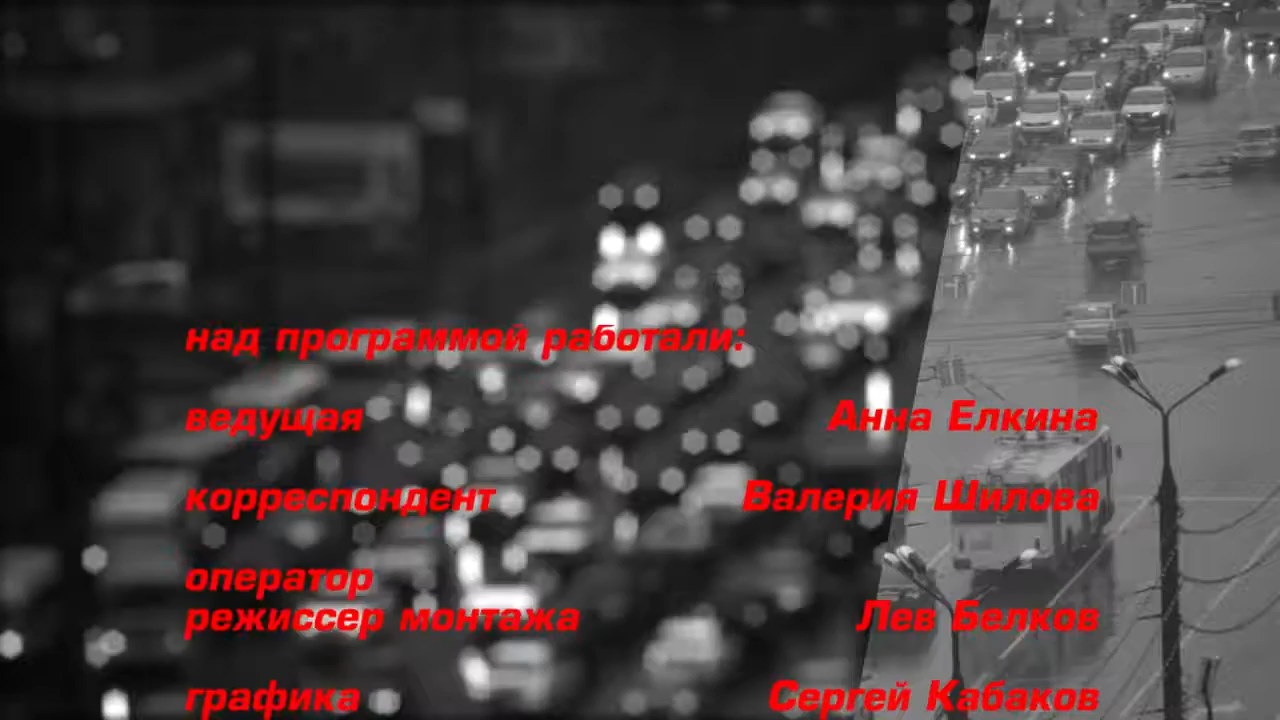 над программой работали:
ведущая Анна Елкина
корреспондент Валерия Шилова
оператор
режиссер монтажа Лев Белков
графика Сергей Кабаков